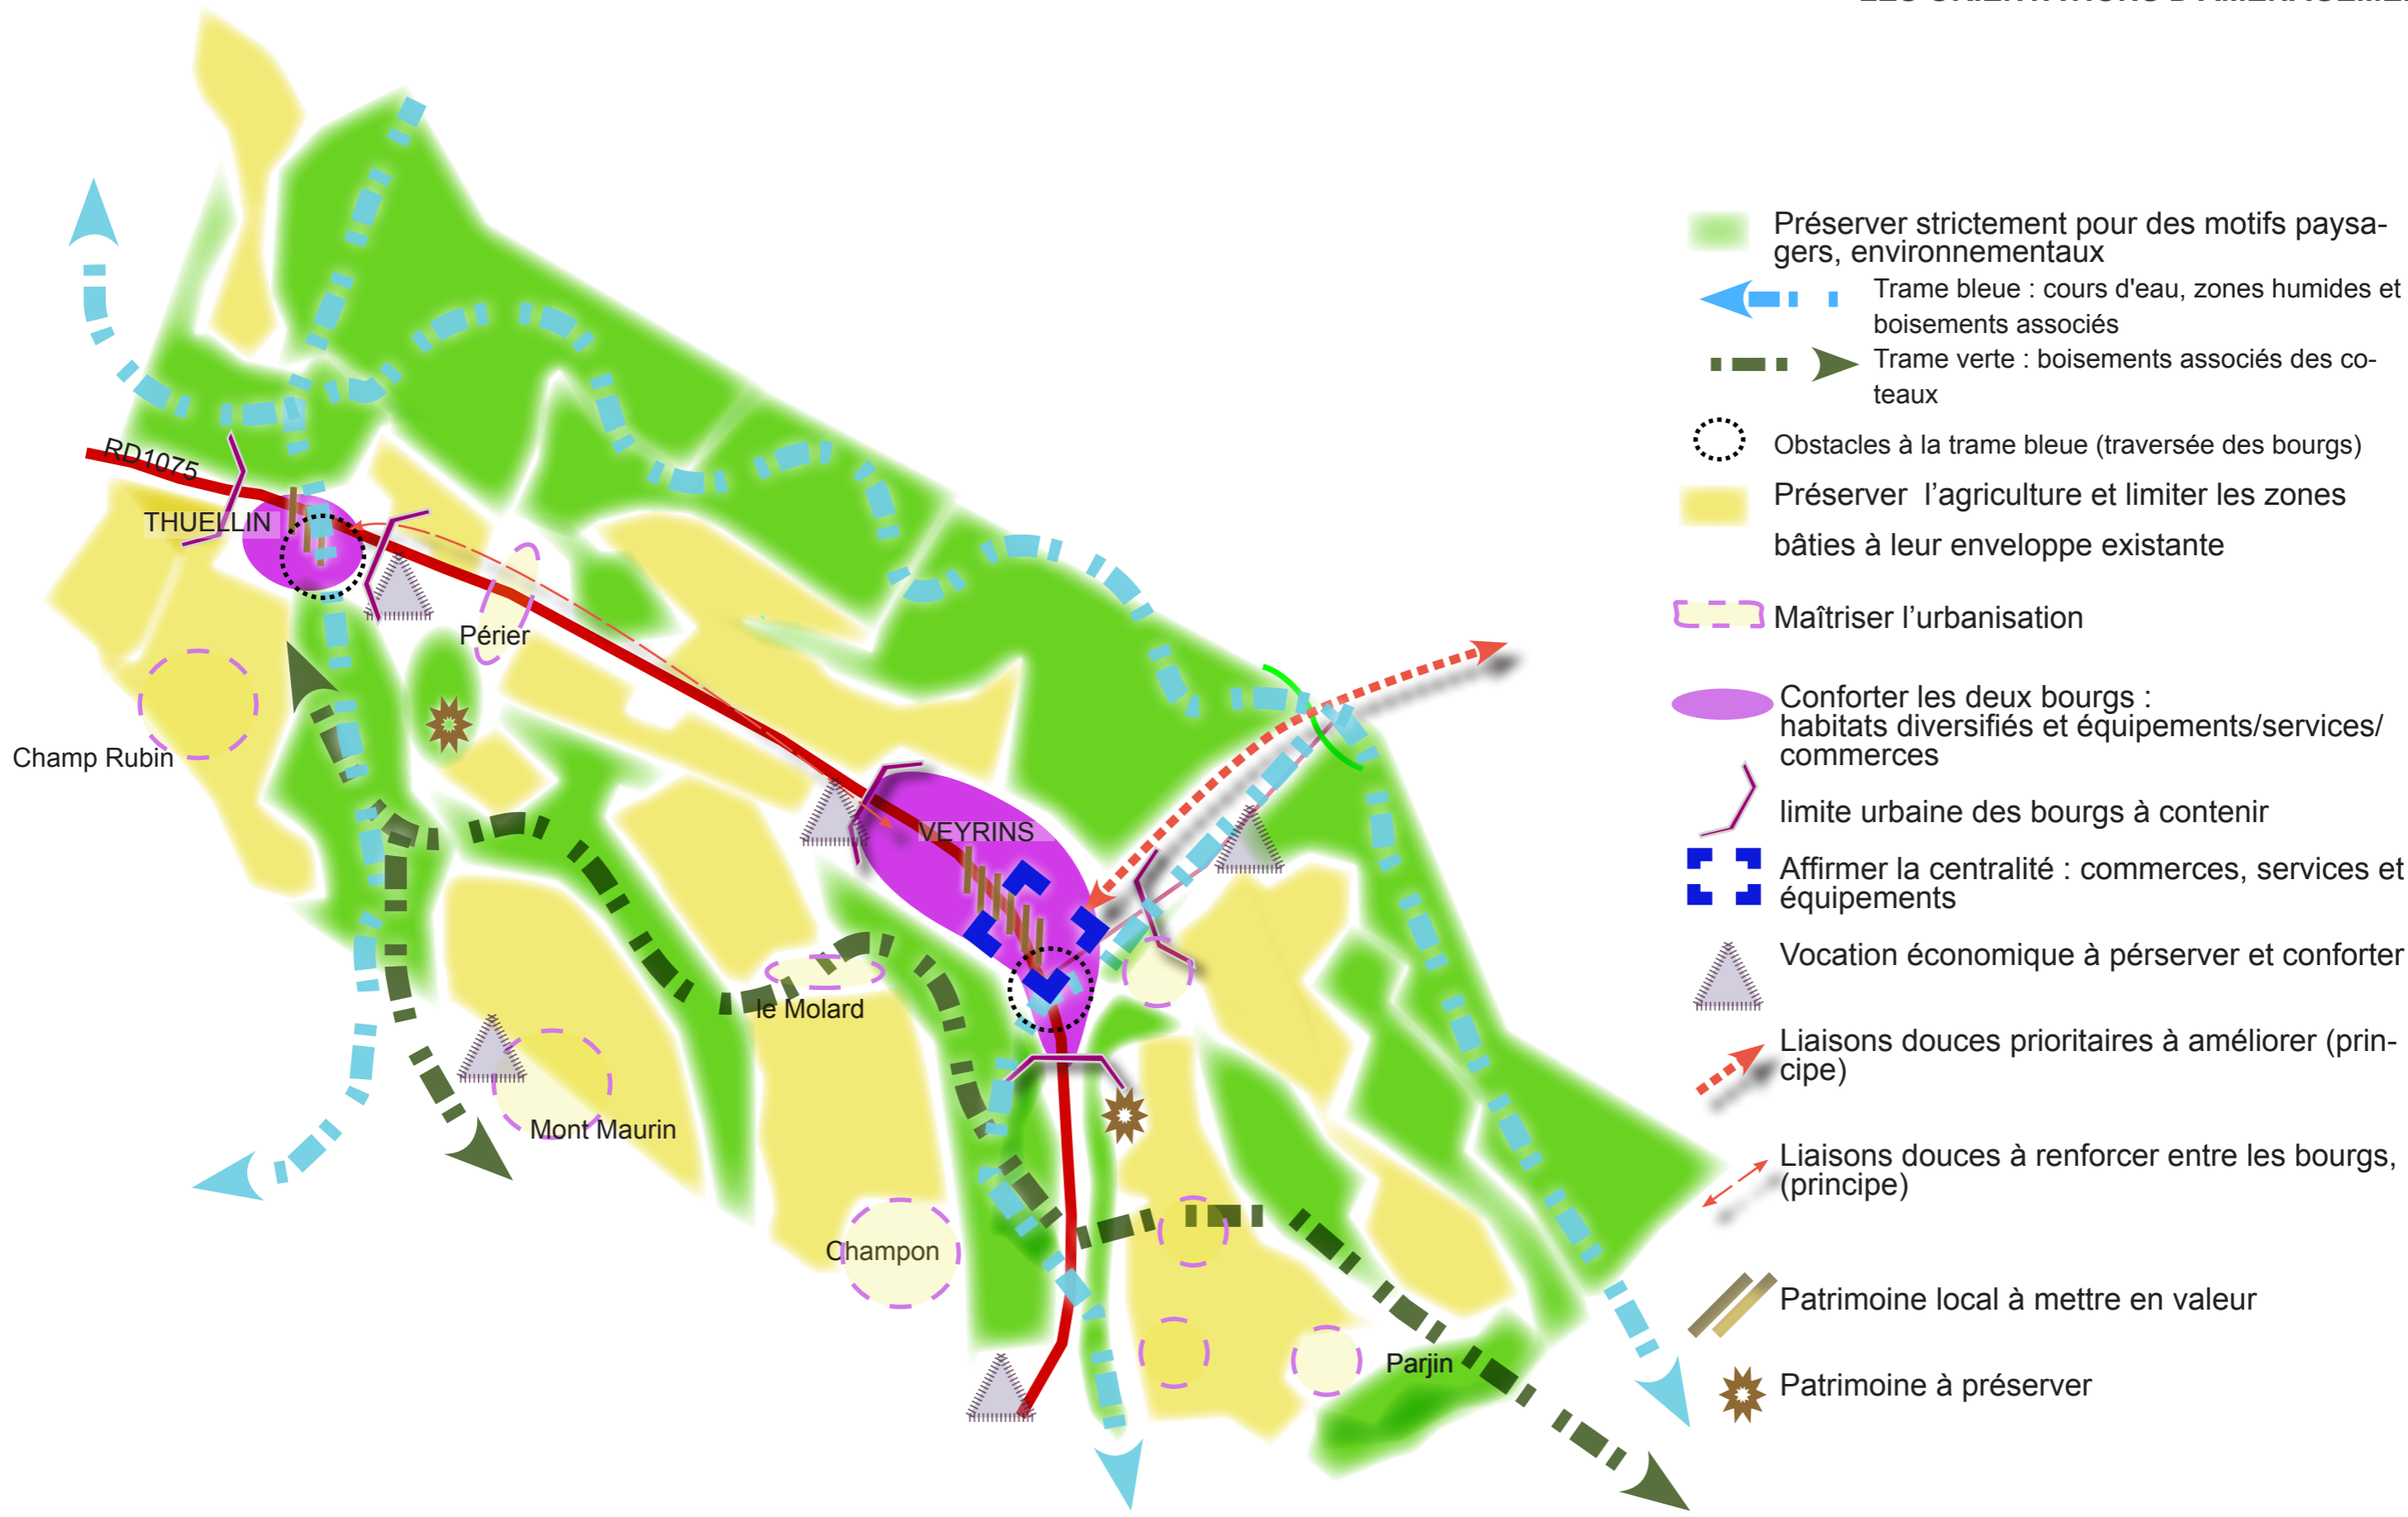 RD1075
THUELLIN
Périer
Champ Rubin
VEYRINS
le Molard
Mont Maurin
Champon
Parjin
Préserver strictement pour des motifs paysa-
gers, environnementaux
Trame bleue : cours d'eau, zones humides et
boisements associés
Trame verte : boisements associés des co-
teaux
Obstacles à la trame bleue (traversée des bourgs)
Préserver l’agriculture et limiter les zones
bâties à leur enveloppe existante
Maîtriser l’urbanisation
Conforter les deux bourgs :
habitats diversifiés et équipements/services/
commerces
limite urbaine des bourgs à contenir
Affirmer la centralité : commerces, services et
équipements
Vocation économique à pérserver et conforter
Liaisons douces prioritaires à améliorer (prin-
cipe)
Liaisons douces à renforcer entre les bourgs,
(principe)
Patrimoine local à mettre en valeur
Patrimoine à préserver